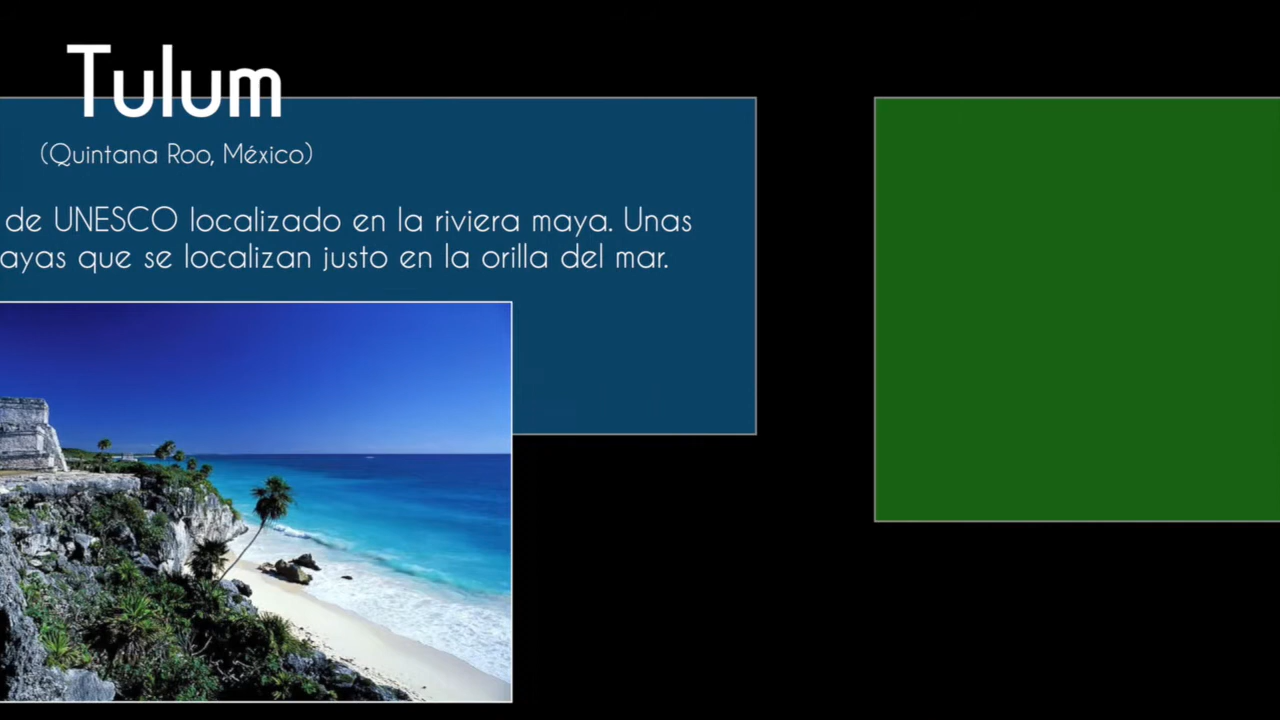 Tulum
(Quintana Roo, México)
de UNESCO localizado en la riviera maya. Unas
ayas que se localizan justo en la orilla del mar.